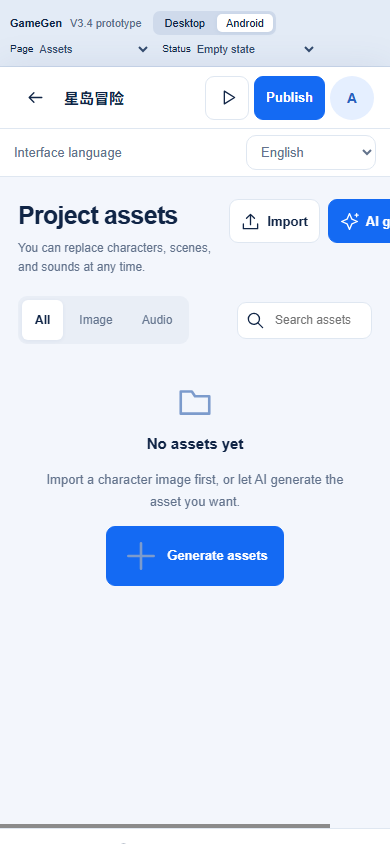 GameGen V3.4 prototype Desktop Android
Page Assets Status Empty state
星岛冒险 Publish A
Interface language English
Project assets
Import AI g
You can replace characters, scenes,
and sounds at any time.
All Image Audio Search assets
No assets yet
Import a character image first, or let AI generate the
asset you want.
Generate assets